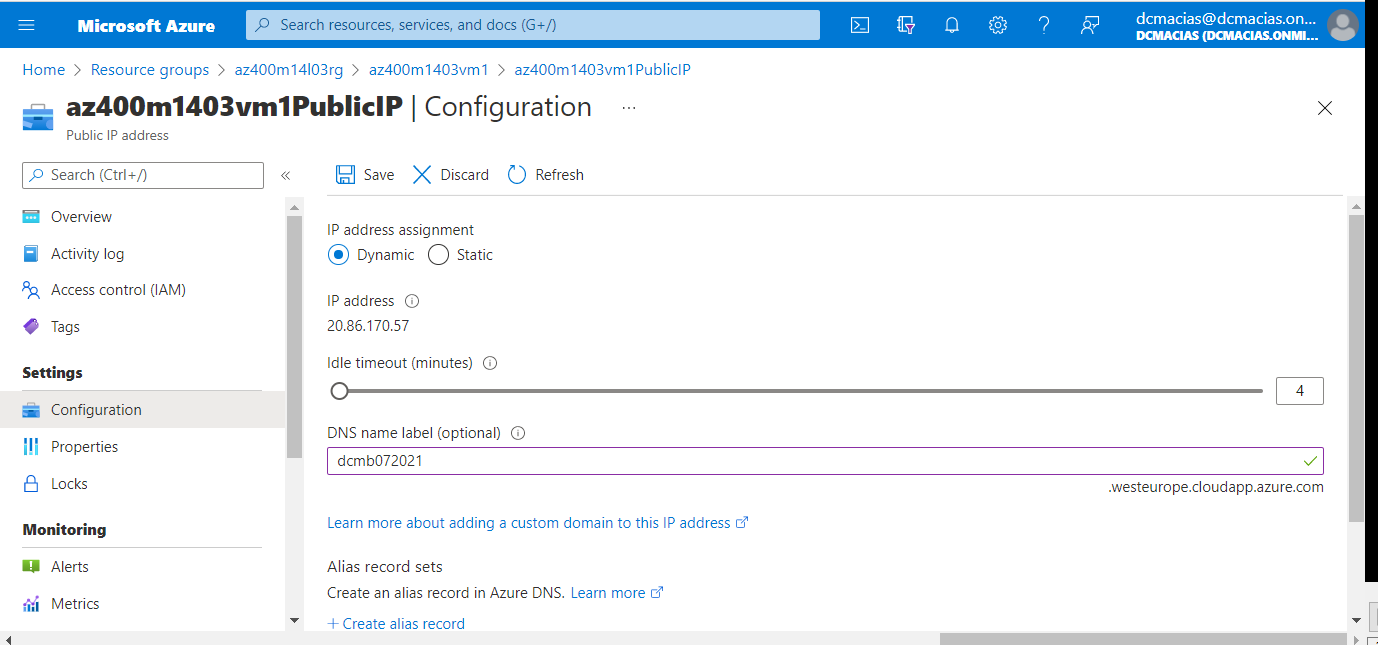 Microsoft Azure
Search resources, services, and docs (G+/)
dcmacias@dcmacias.on...
DCMACIAS (DCMACIAS.ONMI...
Home > Resource groups > az400m14l03rg > az400m1403vm1 > az400m1403vm1PublicIP
az400m1403vm1PublicIP | Configuration ...
Public IP address
Search (Ctrl+/)
«
Save
Discard
Refresh
Overview
Activity log
Access control (IAM)
Tags
Settings
Configuration
Properties
Locks
Monitoring
Alerts
Metrics
IP address assignment
Dynamic
Static
IP address
20.86.170.57
Idle timeout (minutes)
4
DNS name label (optional)
dcmb072021
.westeurope.cloudapp.azure.com
Learn more about adding a custom domain to this IP address
Alias record sets
Create an alias record in Azure DNS. Learn more
+ Create alias record